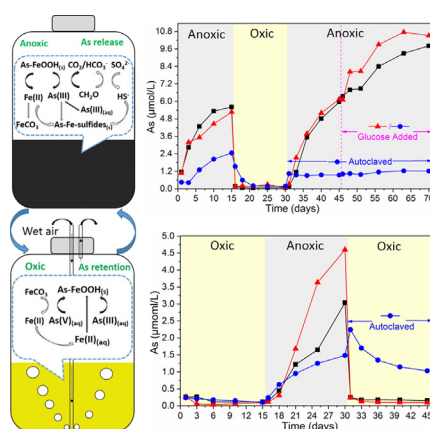 Anoxic As release
As-FeOOH(s) CO₂/HCO₃⁻ SO₄²⁻
Fe(II) As(III) CH₂O
As(III)(aq) HS⁻
FeCO₃ As-Fe-sulfides(s)
Wet air
Oxic As retention
FeCO₃ As-FeOOH(s)
Fe(II) As(V)(aq) As(III)(aq)
Fe(II)(aq)
Anoxic Oxic Anoxic
As (μmol/L)
10.8
9.6
8.4
7.2
6.0
4.8
3.6
2.4
1.2
0.0
Glucose Added
Autoclaved
0 5 10 15 20 25 30 35 40 45 50 55 60 65 70
Time (days)
Oxic Anoxic Oxic
As (μmoml/L)
5.0
4.5
4.0
3.5
3.0
2.5
2.0
1.5
1.0
0.5
0.0
Autoclaved
0 3 6 9 12 15 18 21 24 27 30 33 36 39 42 45
Time (days)